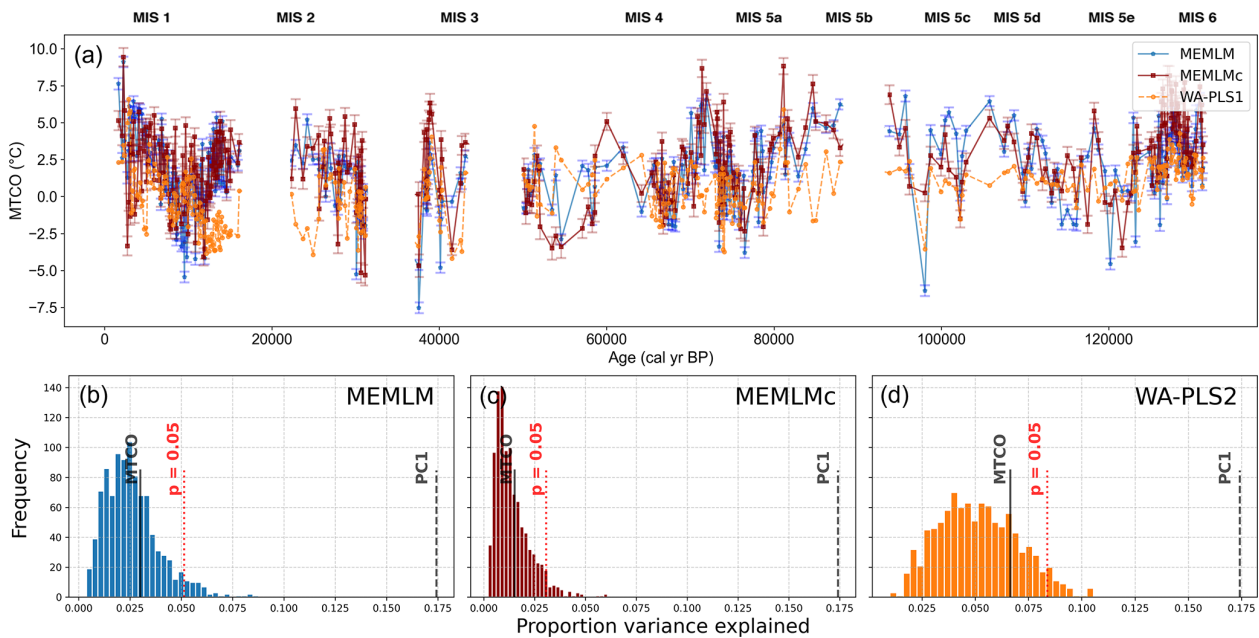 MIS 1 MIS 2 MIS 3 MIS 4 MIS 5a MIS 5b MIS 5c MIS 5d MIS 5e MIS 6
(a)
MEMLM
MEMLMc
WA-PLS1
MTCO (°C)
10.0
7.5
5.0
2.5
0.0
−2.5
−5.0
−7.5
0 20000 40000 60000 80000 100000 120000
Age (cal yr BP)
(b) MEMLM
Frequency
140
120
100
80
60
40
20
0
MTCO
p = 0.05
PC1
0.000 0.025 0.050 0.075 0.100 0.125 0.150 0.175
(c) MEMLMc
MTCO
p = 0.05
PC1
0.000 0.025 0.050 0.075 0.100 0.125 0.150 0.175
(d) WA-PLS2
MTCO
p = 0.05
PC1
0.025 0.050 0.075 0.100 0.125 0.150 0.175
Proportion variance explained